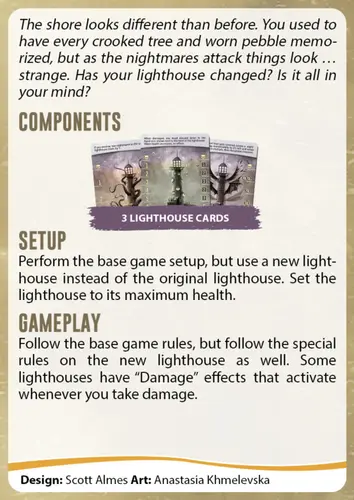 The shore looks different than before. You used to
have every crooked tree and worn pebble memo-
rized, but as the nightmares attack things look …
strange. Has your lighthouse changed? Is it all in
your mind?
COMPONENTS
3 LIGHTHOUSE CARDS
SETUP
Perform the base game setup, but use a new light-
house instead of the original lighthouse. Set the
lighthouse to its maximum health.
GAMEPLAY
Follow the base game rules, but follow the special
rules on the new lighthouse as well. Some
lighthouses have “Damage” effects that activate
whenever you take damage.
Design: Scott Almes Art: Anastasia Khmelevska